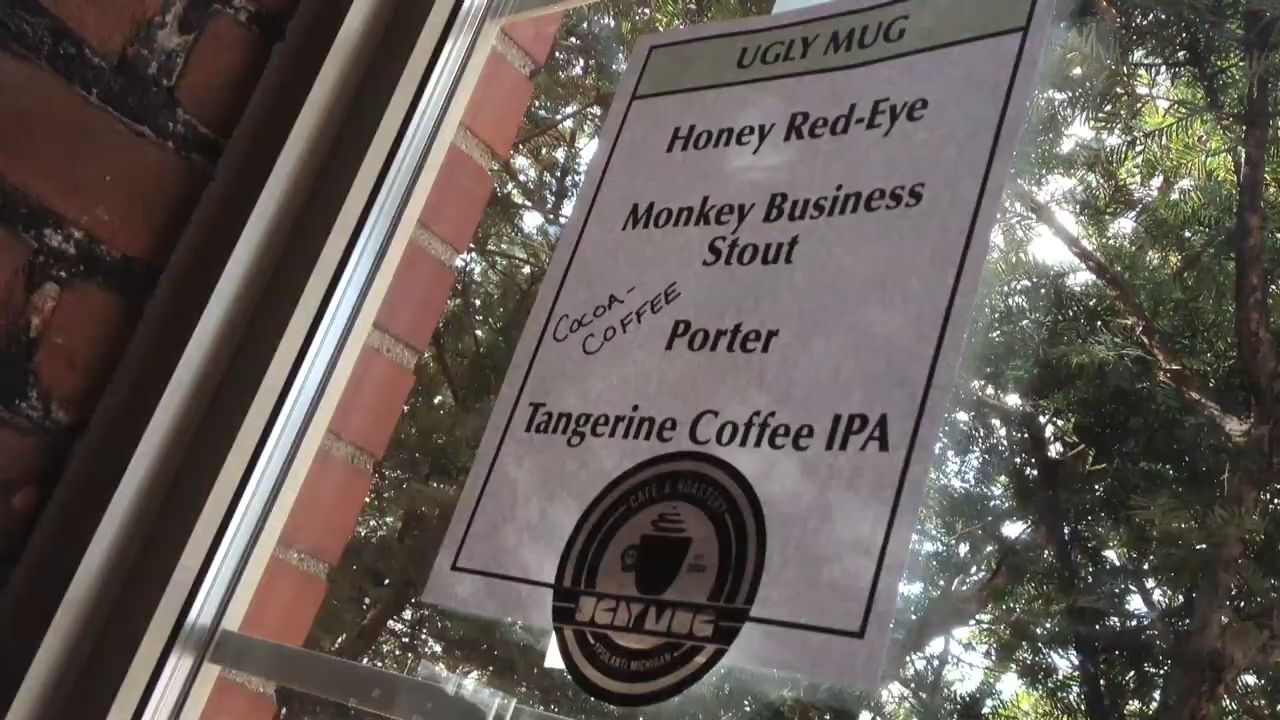 UGLY MUG
Honey Red-Eye
Monkey Business
Stout
COCOA-
COFFEE
Porter
Tangerine Coffee IPA
CAFE & ROASTERY
UGLY MUG
YPSILANTI MICHIGAN